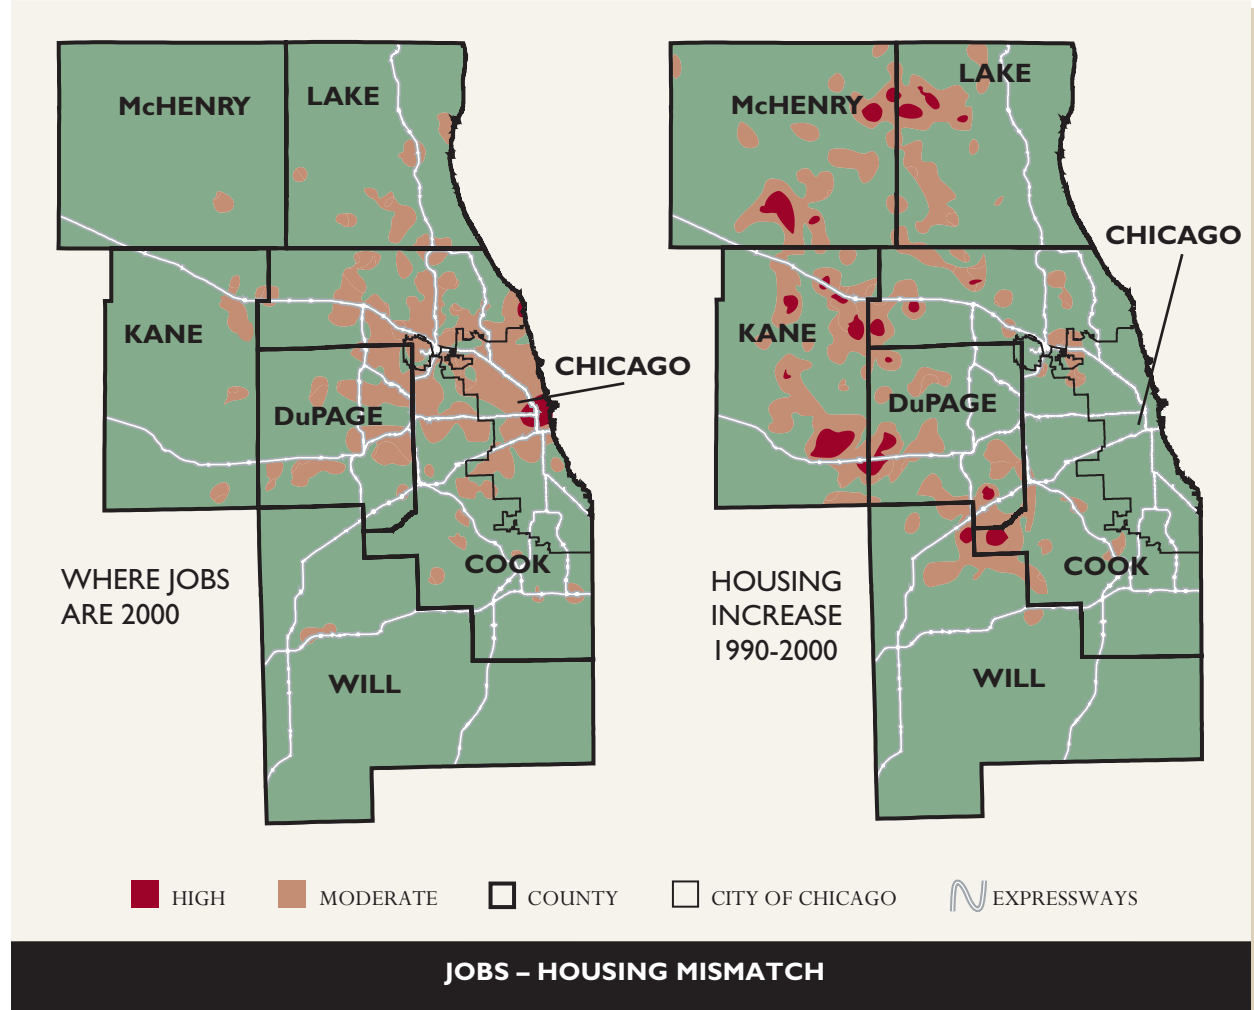 McHENRY
LAKE
KANE
CHICAGO
DuPAGE
COOK
WILL
WHERE JOBS
ARE 2000
LAKE
McHENRY
CHICAGO
KANE
DuPAGE
COOK
WILL
HOUSING
INCREASE
1990-2000
HIGH MODERATE COUNTY CITY OF CHICAGO EXPRESSWAYS
JOBS – HOUSING MISMATCH